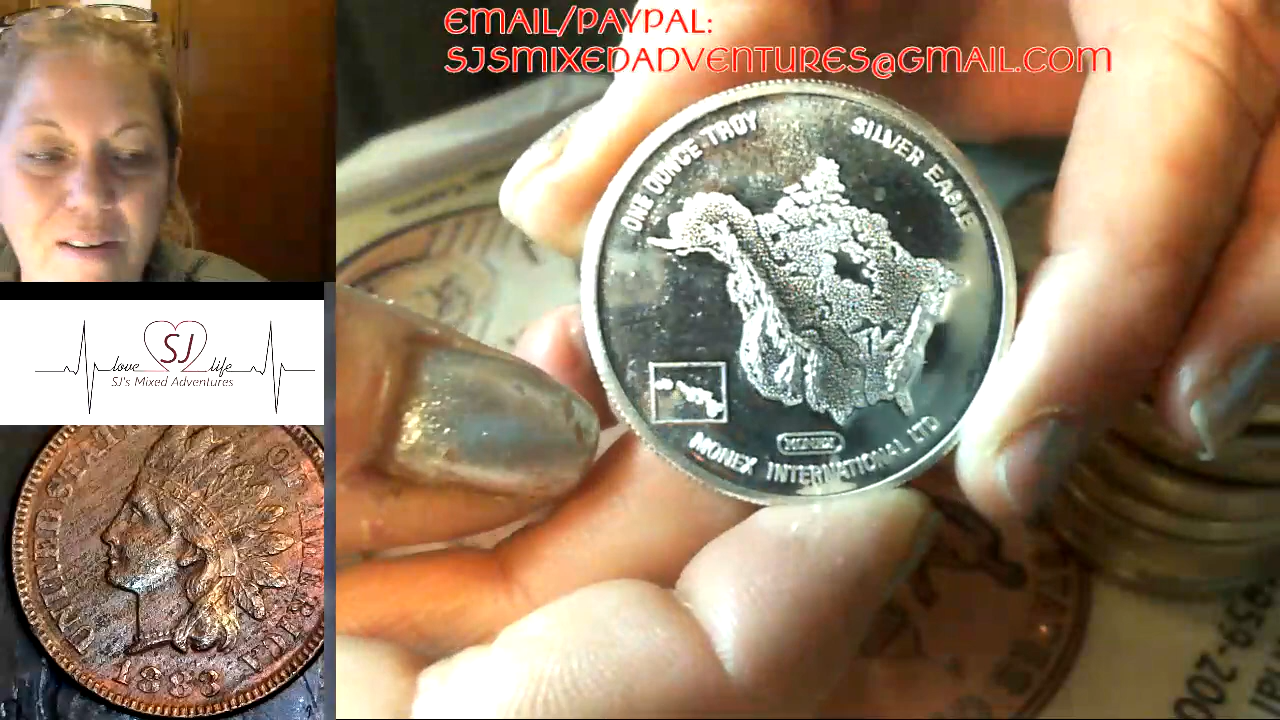 EMAIL/PAYPAL:
SJSMIXEDADVENTURES@GMAIL.COM
ONE OUNCE TROY
SILVER EAGLE
MONEX
MONEX INTERNATIONAL LTD
love
SJ
life
SJ's Mixed Adventures
UNITED STATES OF AMERICA
1883